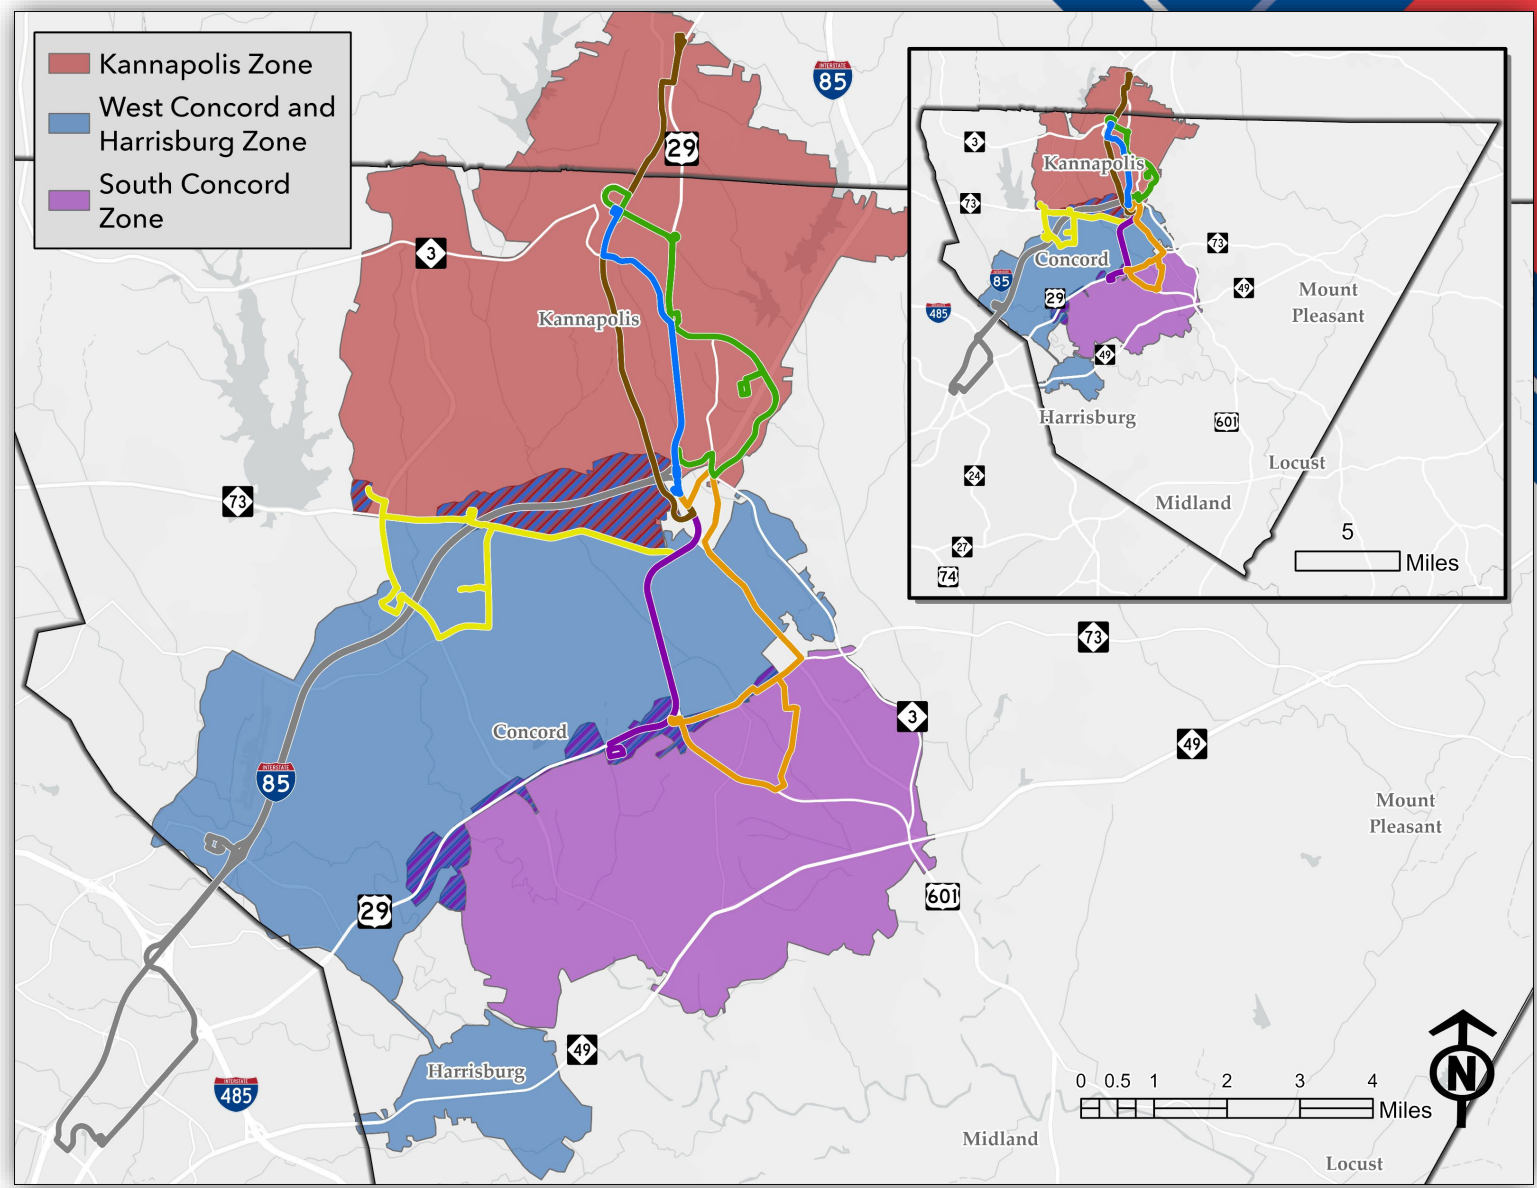 Kannapolis Zone
West Concord and
Harrisburg Zone
South Concord
Zone
INTERSTATE
85
29
3
Kannapolis
73
Concord
INTERSTATE
85
29
3
73
49
Mount
Pleasant
601
49
Harrisburg
INTERSTATE
485
Midland
Locust
0 0.5 1 2 3 4
Miles
N
3
Kannapolis
73
73
Concord
85
49
29
485
Mount
Pleasant
49
Harrisburg
601
Locust
24
Midland
27
74
5
Miles